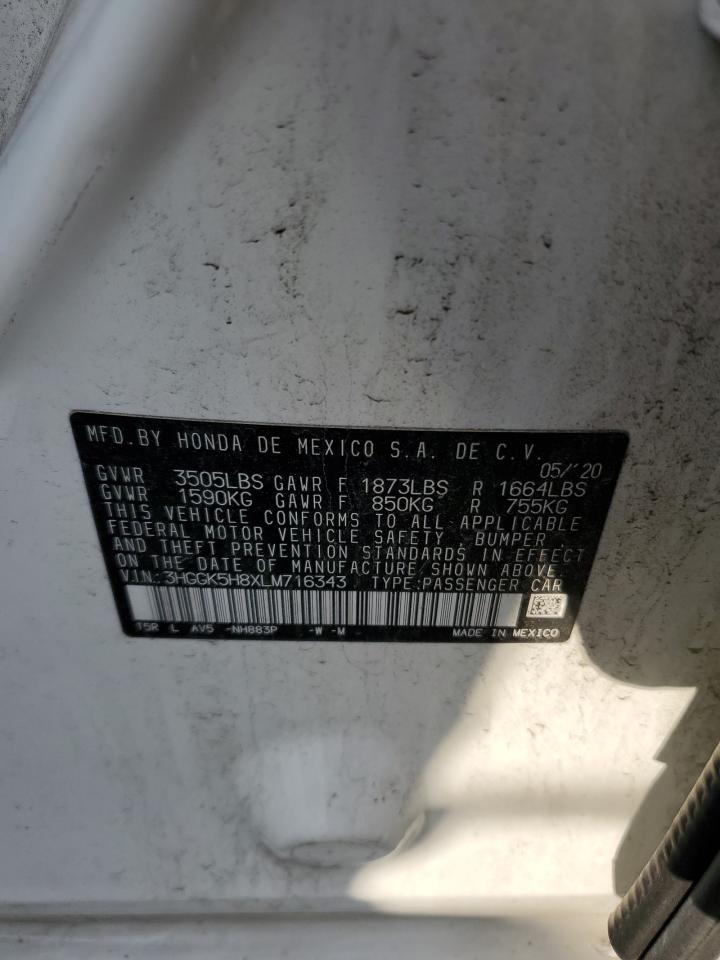 MFD. BY HONDA DE MEXICO S.A. DE C.V.
05/'20
GVWR 3505LBS GAWR F 1873LBS R 1664LBS
GVWR 1590KG GAWR F 850KG R 755KG
THIS VEHICLE CONFORMS TO ALL APPLICABLE
FEDERAL MOTOR VEHICLE SAFETY, BUMPER
AND THEFT PREVENTION STANDARDS IN EFFECT
ON THE DATE OF MANUFACTURE SHOWN ABOVE.
V.I.N.: 3HGGK5H8XLM716343 TYPE:PASSENGER CAR
T5R L AV5 -NH883P -W -M
MADE IN MEXICO